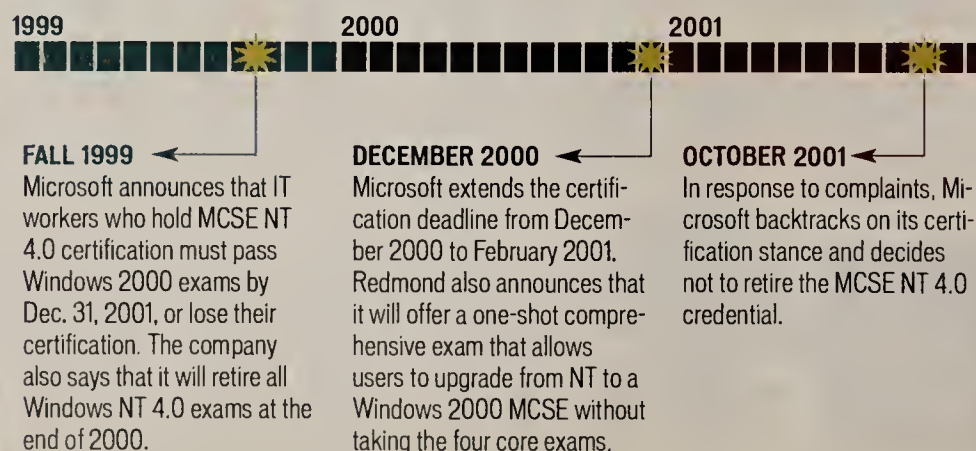 1999
2000
2001
FALL 1999
Microsoft announces that IT
workers who hold MCSE NT
4.0 certification must pass
Windows 2000 exams by
Dec. 31, 2001, or lose their
certification. The company
also says that it will retire all
Windows NT 4.0 exams at the
end of 2000.
DECEMBER 2000
Microsoft extends the certifi-
cation deadline from Decem-
ber 2000 to February 2001.
Redmond also announces that
it will offer a one-shot compre-
hensive exam that allows
users to upgrade from NT to a
Windows 2000 MCSE without
taking the four core exams.
OCTOBER 2001
In response to complaints, Mi-
crosoft backtracks on its certi-
fication stance and decides
not to retire the MCSE NT 4.0
credential.